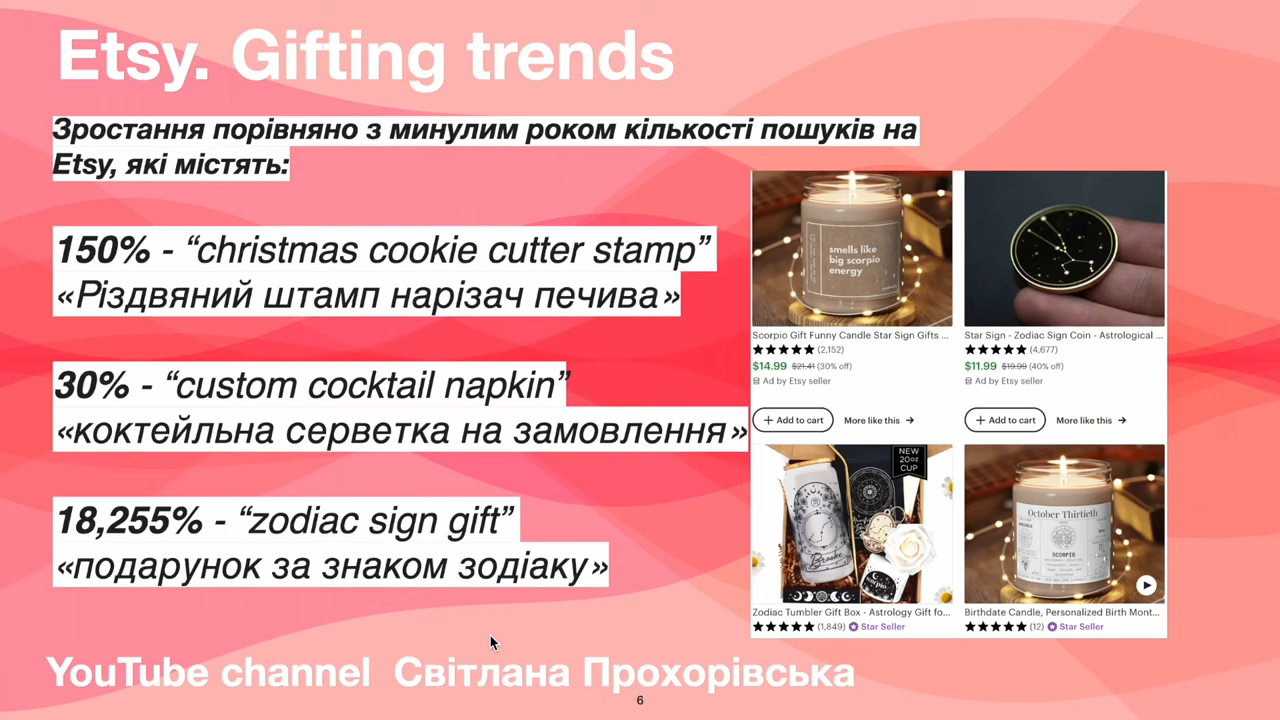 Etsy. Gifting trends
Зростання порівняно з минулим роком кількості пошуків на
Etsy, які містять:
150% - “christmas cookie cutter stamp”
«Різдвяний штамп нарізач печива»
30% - “custom cocktail napkin”
«коктейльна серветка на замовлення»
18,255% - “zodiac sign gift”
«подарунок за знаком зодіаку»
smells like
big scorpio
energy
Scorpio Gift Funny Candle Star Sign Gifts ...
★★★★★ (2,152)
$14.99 $21.41 (30% off)
Ad by Etsy seller
+ Add to cart More like this →
Star Sign - Zodiac Sign Coin - Astrological ...
★★★★★ (4,677)
$11.99 $19.99 (40% off)
Ad by Etsy seller
+ Add to cart More like this →
NEW
20oz
CUP
Brooke
Zodiac Tumbler Gift Box - Astrology Gift fo...
★★★★★ (1,849) Star Seller
October Thirtieth
SCORPIO
Birthdate Candle, Personalized Birth Mont...
★★★★★ (12) Star Seller
YouTube channel Світлана Прохорівська
6